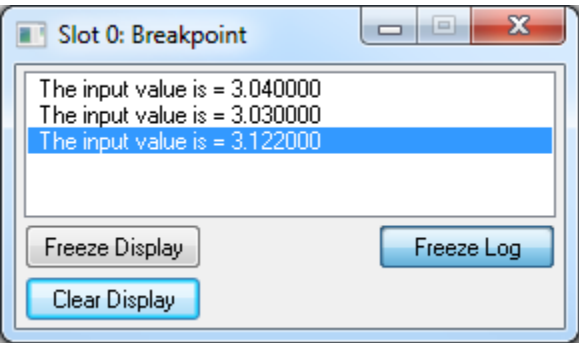 Slot 0: Breakpoint
The input value is = 3.040000
The input value is = 3.030000
The input value is = 3.122000
Freeze Display
Freeze Log
Clear Display